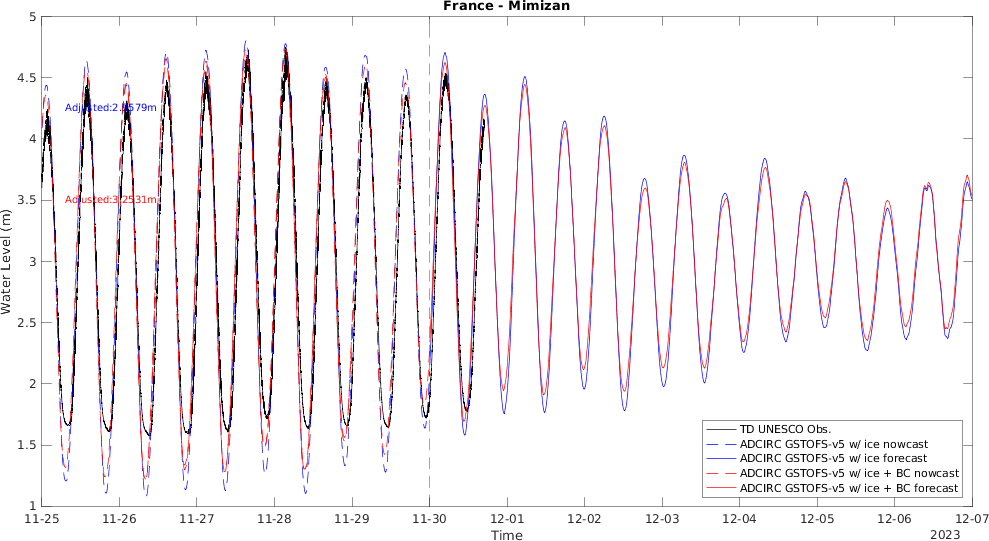 France - Mimizan
Water Level (m)
5
4.5
4
3.5
3
2.5
2
1.5
1
Adjusted:3.2531m
11-25
11-26
11-27
11-28
11-29
11-30
12-01
12-02
12-03
12-04
12-05
12-06
12-07
Time
2023
TD UNESCO Obs.
ADCIRC GSTOFS-v5 w/ ice nowcast
ADCIRC GSTOFS-v5 w/ ice forecast
ADCIRC GSTOFS-v5 w/ ice + BC nowcast
ADCIRC GSTOFS-v5 w/ ice + BC forecast